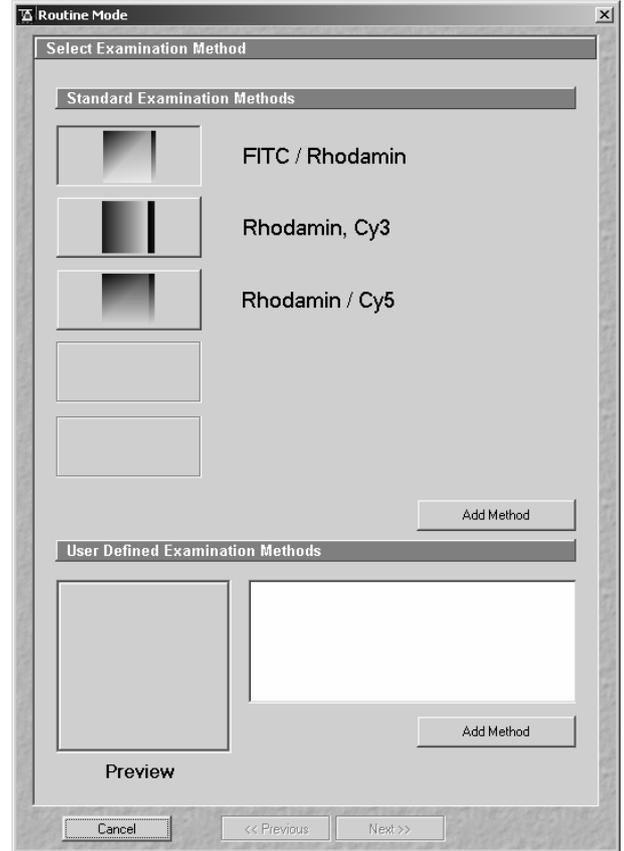 Routine Mode
Select Examination Method
Standard Examination Methods
FITC / Rhodamin
Rhodamin, Cy3
Rhodamin / Cy5
Add Method
User Defined Examination Methods
Add Method
Preview
Cancel
<< Previous
Next >>